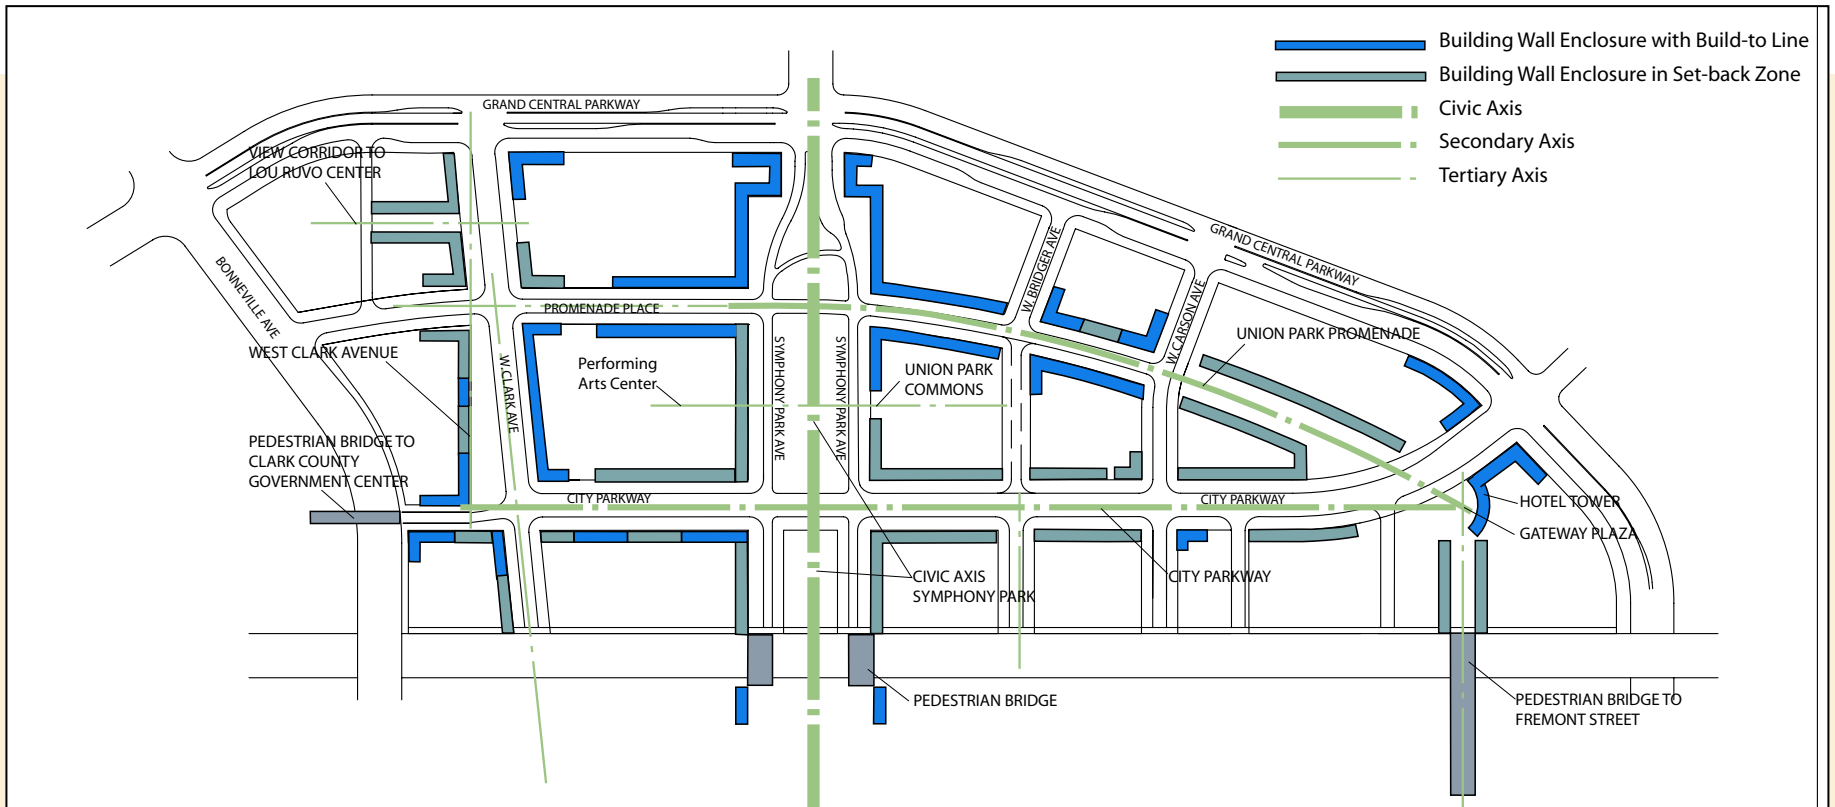 Building Wall Enclosure with Build-to Line
Building Wall Enclosure in Set-back Zone
Civic Axis
Secondary Axis
Tertiary Axis
GRAND CENTRAL PARKWAY
VIEW CORRIDOR TO
LOU RUVO CENTER
GRAND CENTRAL PARKWAY
W. BRIDGER AVE
BONNEVILLE AVE
W.CARSON AVE
PROMENADE PLACE
UNION PARK PROMENADE
WEST CLARK AVENUE
W.CLARK AVE
Performing
Arts Center
SYMPHONY PARK AVE
SYMPHONY PARK AVE
UNION PARK
COMMONS
PEDESTRIAN BRIDGE TO
CLARK COUNTY
GOVERNMENT CENTER
CITY PARKWAY
CITY PARKWAY
HOTEL TOWER
GATEWAY PLAZA
CIVIC AXIS
SYMPHONY PARK
CITY PARKWAY
PEDESTRIAN BRIDGE
PEDESTRIAN BRIDGE TO
FREMONT STREET